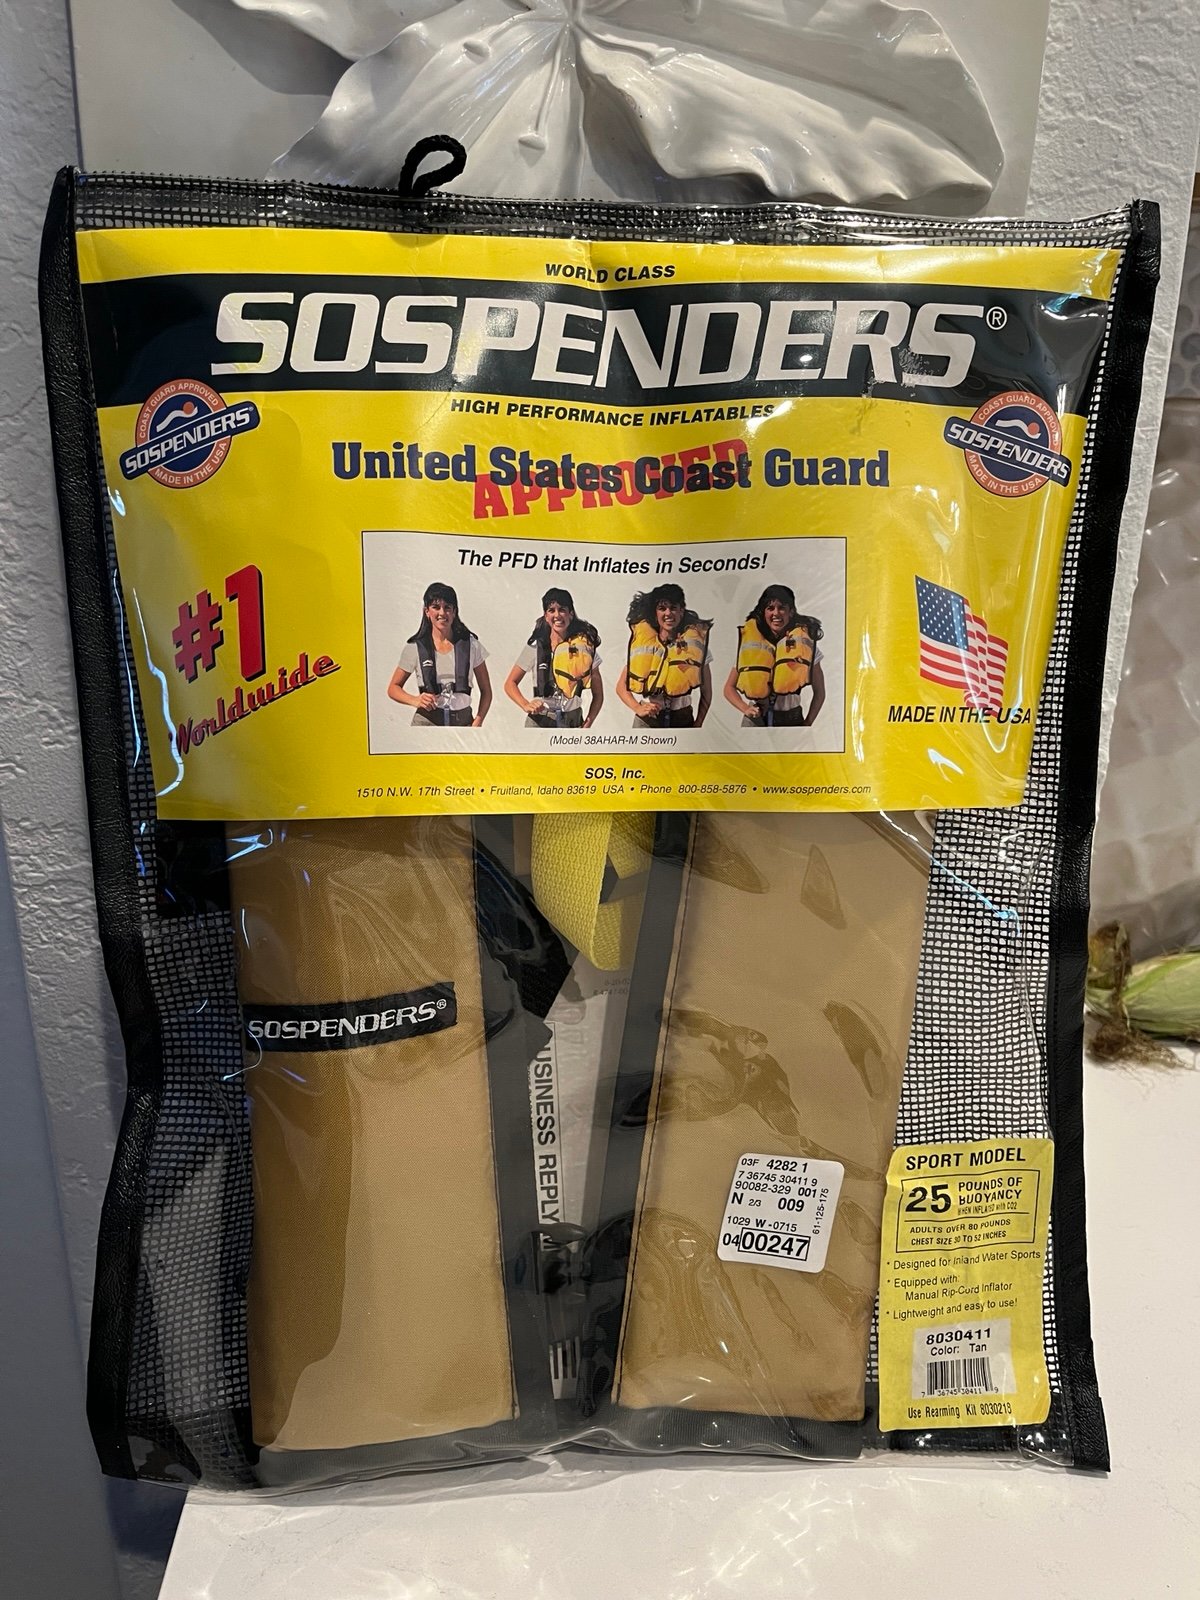 WORLD CLASS
SOSPENDERS®
HIGH PERFORMANCE INFLATABLES
COAST GUARD APPROVED
SOSPENDERS®
MADE IN THE USA
COAST GUARD APPROVED
SOSPENDERS
MADE IN THE USA
United States Coast Guard
APPROVED
The PFD that Inflates in Seconds!
#1
Worldwide
MADE IN THE USA
(Model 38AHAR-M Shown)
SOS, Inc.
1510 N.W. 17th Street • Fruitland, Idaho 83619 USA • Phone 800-858-5876 • www.sospenders.com
SOSPENDERS®
USINESS REPLY M
03F 4282 1
7 36745 30411 9
90082-329 001
N 2/3 009
61-125-175
1029 W -0715
04 00247
SPORT MODEL
25 POUNDS OF
BUOYANCY
WHEN INFLATED with CO2
ADULTS OVER 80 POUNDS
CHEST SIZE 30 TO 52 INCHES
• Designed for Inland Water Sports
• Equipped with:
Manual Rip-Cord Inflator
• Lightweight and easy to use!
8030411
Color: Tan
7 36745 30411 9
Use Rearming Kit 8030213